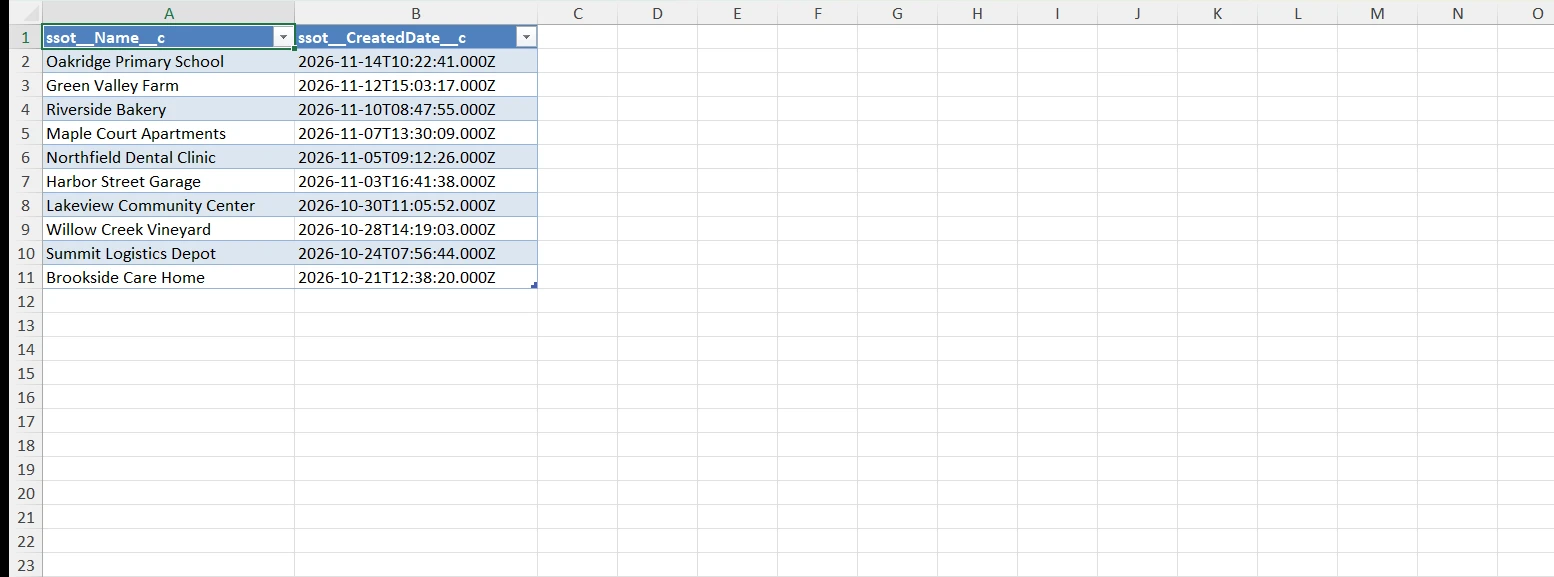 A B C D E F G H I J K L M N O
1 ssot__Name__c ssot__CreatedDate__c
2 Oakridge Primary School 2026-11-14T10:22:41.000Z
3 Green Valley Farm 2026-11-12T15:03:17.000Z
4 Riverside Bakery 2026-11-10T08:47:55.000Z
5 Maple Court Apartments 2026-11-07T13:30:09.000Z
6 Northfield Dental Clinic 2026-11-05T09:12:26.000Z
7 Harbor Street Garage 2026-11-03T16:41:38.000Z
8 Lakeview Community Center 2026-10-30T11:05:52.000Z
9 Willow Creek Vineyard 2026-10-28T14:19:03.000Z
10 Summit Logistics Depot 2026-10-24T07:56:44.000Z
11 Brookside Care Home 2026-10-21T12:38:20.000Z
12
13
14
15
16
17
18
19
20
21
22
23